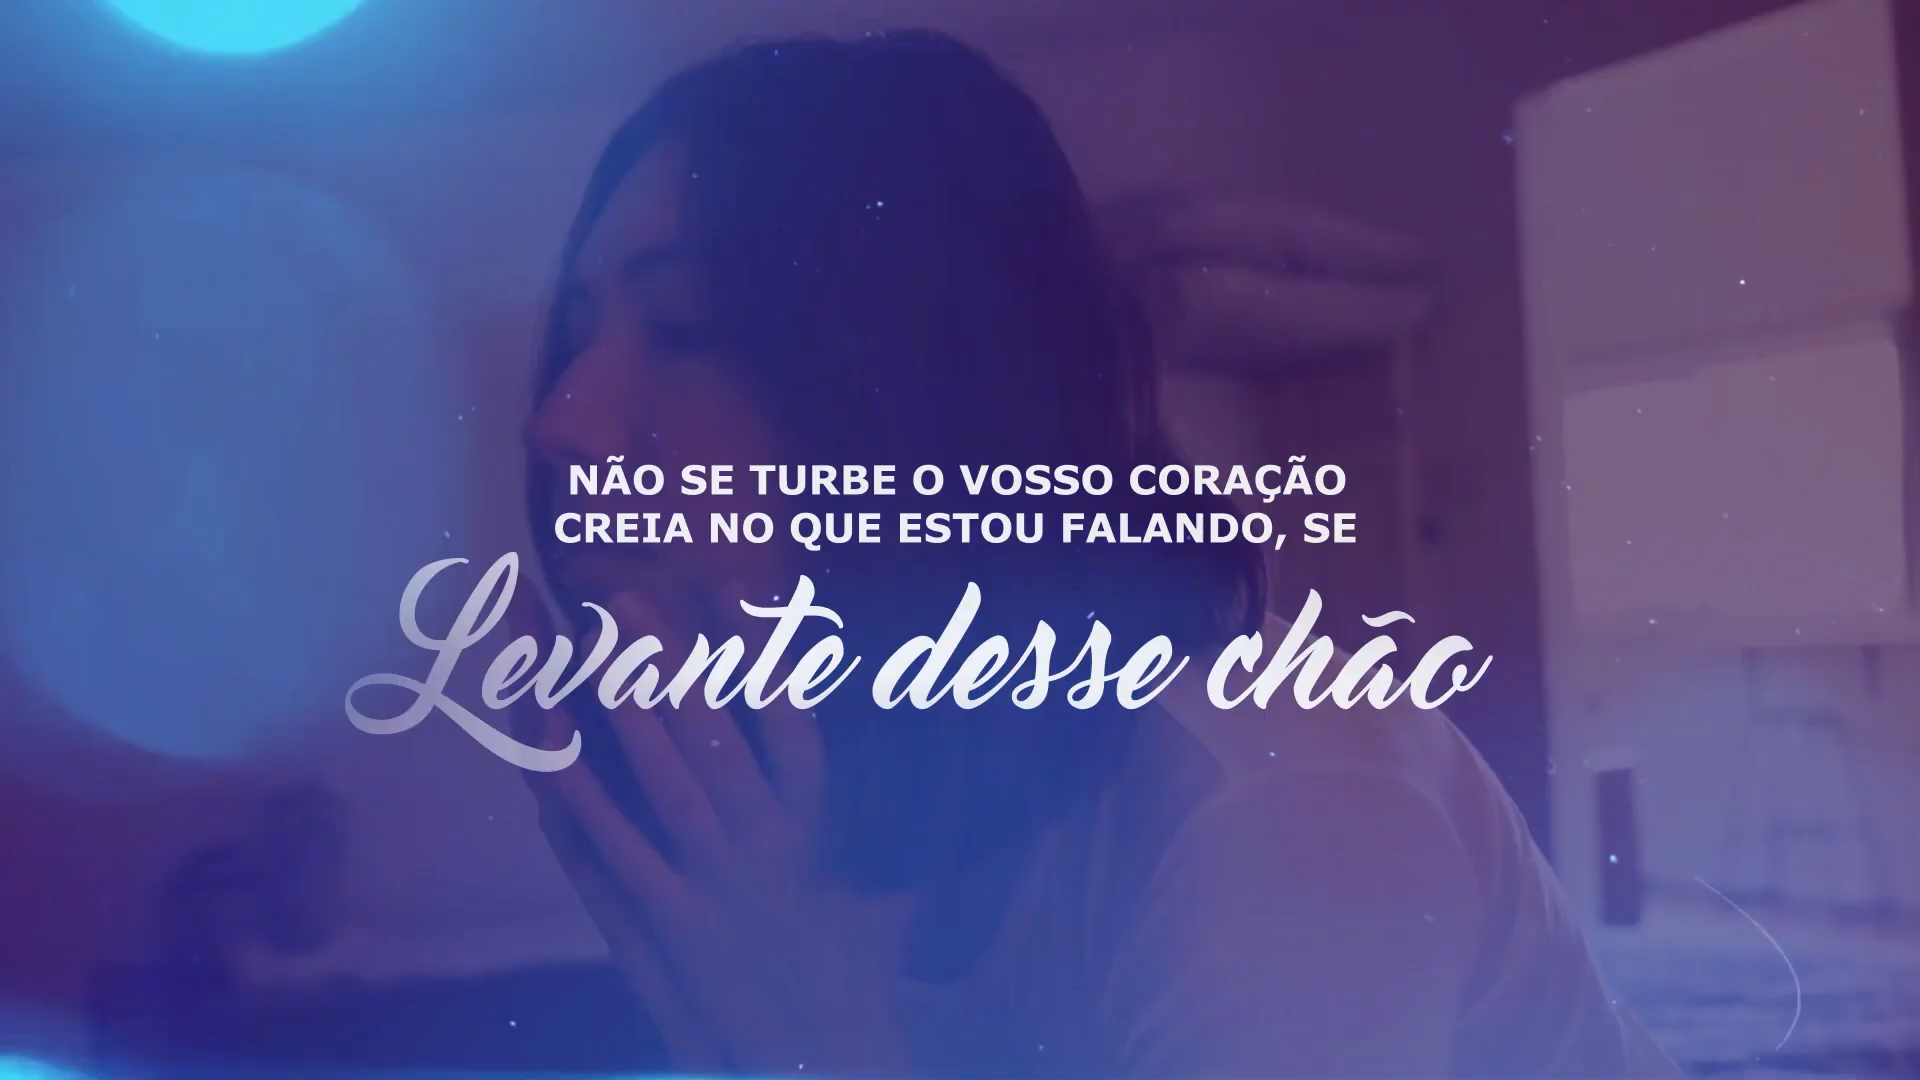 NÃO SE TURBE O VOSSO CORAÇÃO
CREIA NO QUE ESTOU FALANDO, SE
Levante desse chão